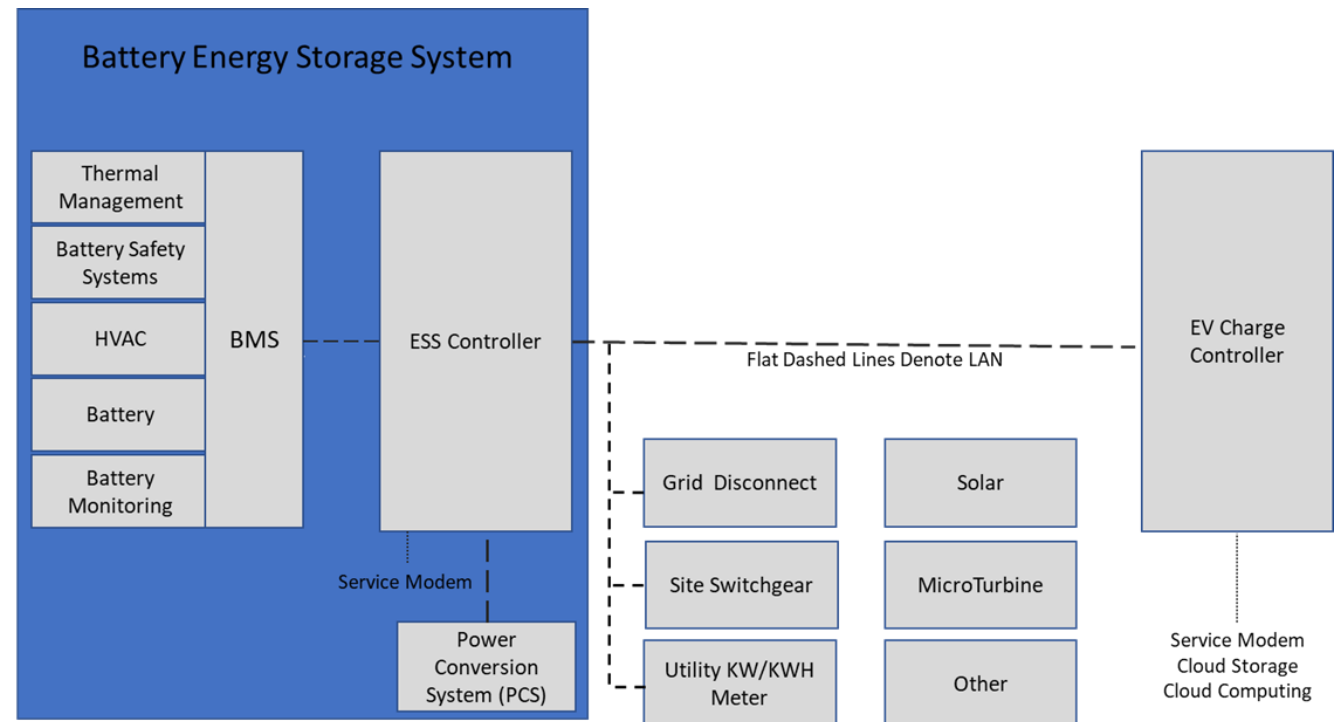 Battery Energy Storage System
Thermal
Management
Battery Safety
Systems
HVAC
Battery
Battery
Monitoring
BMS
ESS Controller
Service Modem
Power
Conversion
System (PCS)
Flat Dashed Lines Denote LAN
Grid Disconnect
Solar
Site Switchgear
MicroTurbine
Utility KW/KWH
Meter
Other
EV Charge
Controller
Service Modem
Cloud Storage
Cloud Computing